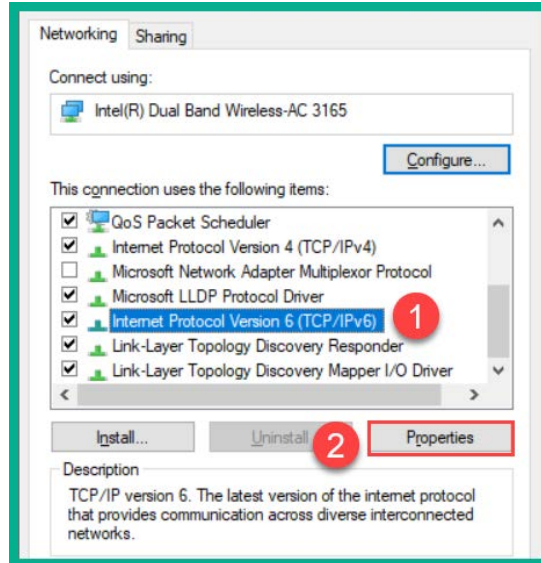 Networking Sharing
Connect using:
Intel(R) Dual Band Wireless-AC 3165
Configure...
This connection uses the following items:
QoS Packet Scheduler
Internet Protocol Version 4 (TCP/IPv4)
Microsoft Network Adapter Multiplexor Protocol
Microsoft LLDP Protocol Driver
Internet Protocol Version 6 (TCP/IPv6) 1
Link-Layer Topology Discovery Responder
Link-Layer Topology Discovery Mapper I/O Driver
Install... Uninstall 2 Properties
Description
TCP/IP version 6. The latest version of the internet protocol
that provides communication across diverse interconnected
networks.